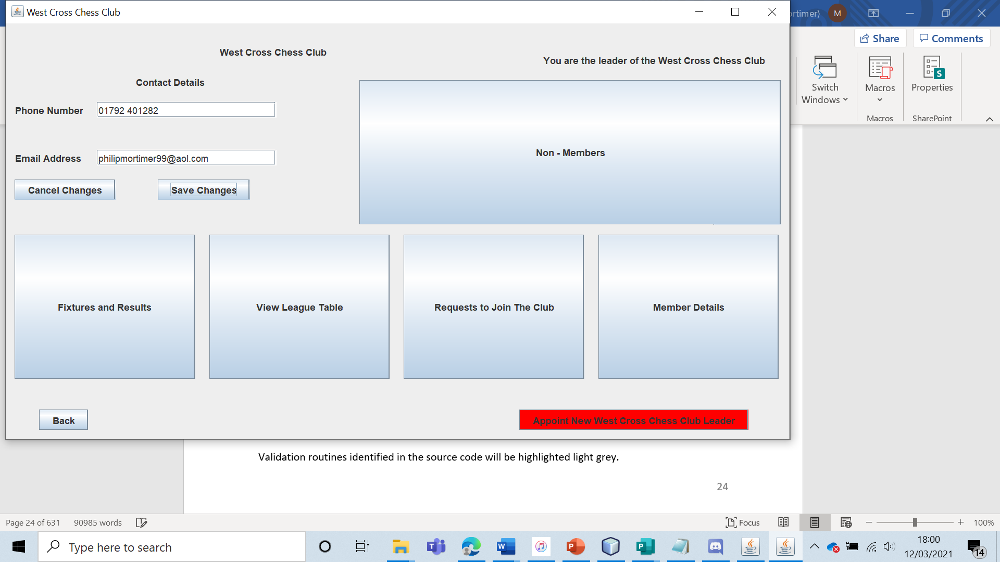 West Cross Chess Club
ortimer)
M
Share
Comments
West Cross Chess Club
You are the leader of the West Cross Chess Club
Contact Details
Phone Number
01792 401282
Non - Members
Email Address
philipmortimer99@aol.com
Cancel Changes
Save Changes
Switch
Windows
Macros
Properties
S
Macros
SharePoint
Fixtures and Results
View League Table
Requests to Join The Club
Member Details
Back
Appoint New West Cross Chess Club Leader
Validation routines identified in the source code will be highlighted light grey.
24
Page 24 of 631
90985 words
Focus
100%
Type here to search
T
W
P
P
18:00
12/03/2021
14